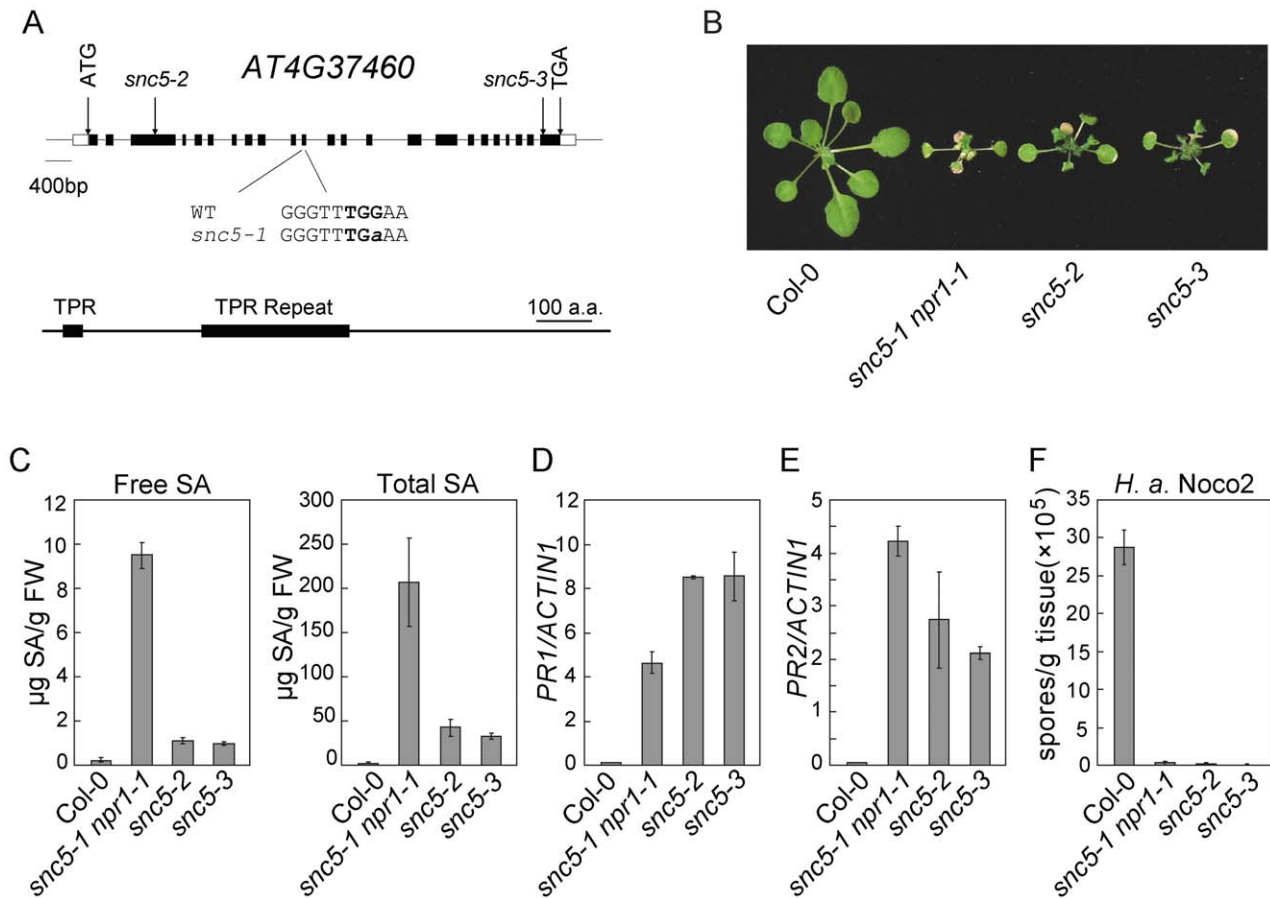 A
ATG
snc5-2
AT4G37460
snc5-3
TGA
400bp
WT GGGTTTGGAA
snc5-1 GGGTTTGaAA
TPR
TPR Repeat
100 a.a.
B
Col-0
snc5-1 npr1-1
snc5-2
snc5-3
C
Free SA
µg SA/g FW
12
10
8
6
4
2
0
Col-0
snc5-1 npr1-1
snc5-2
snc5-3
Total SA
µg SA/g FW
300
250
200
150
100
50
0
Col-0
snc5-1 npr1-1
snc5-2
snc5-3
D
PR1/ACTIN1
12
10
8
6
4
2
0
Col-0
snc5-1 npr1-1
snc5-2
snc5-3
E
PR2/ACTIN1
5
4
3
2
1
0
Col-0
snc5-1 npr1-1
snc5-2
snc5-3
F
H. a. Noco2
spores/g tissue(×10⁵)
35
30
25
20
15
10
5
0
Col-0
snc5-1 npr1-1
snc5-2
snc5-3